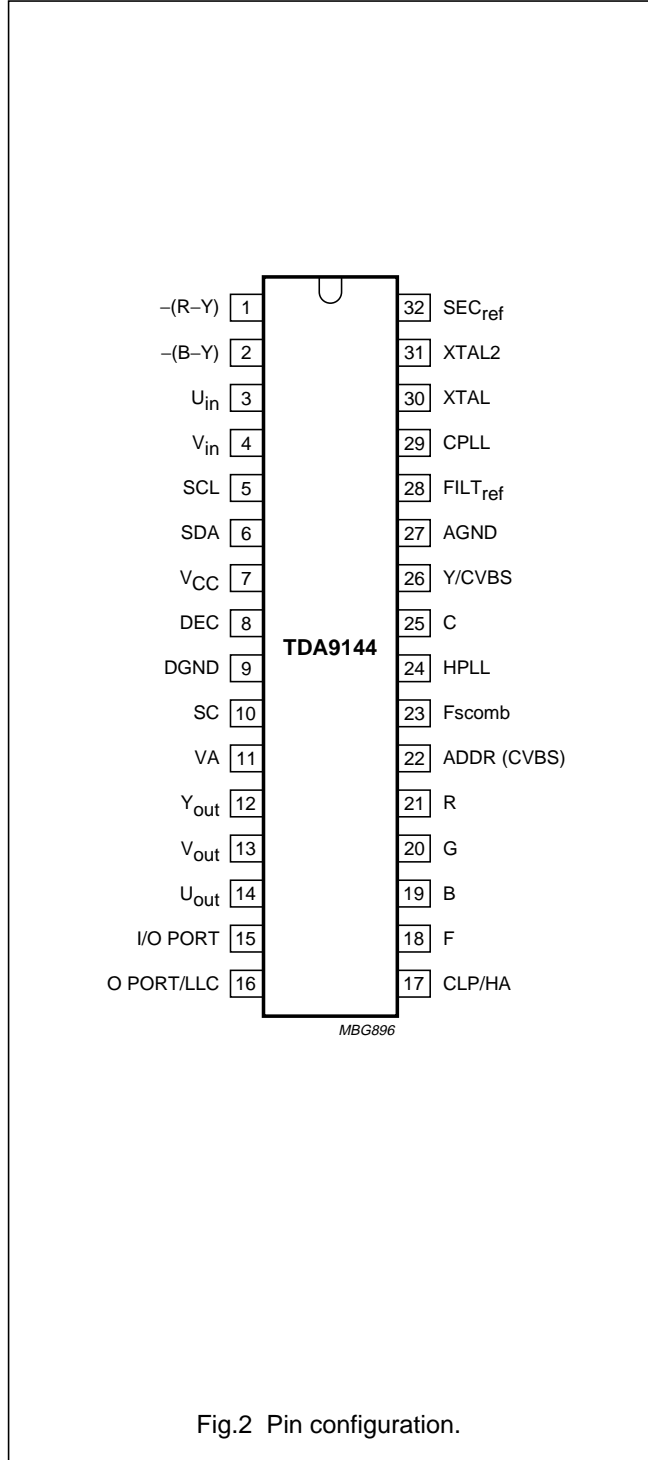 −(R−Y) 1 32 SECref
−(B−Y) 2 31 XTAL2
Uin 3 30 XTAL
Vin 4 29 CPLL
SCL 5 28 FILTref
SDA 6 27 AGND
VCC 7 26 Y/CVBS
DEC 8 25 C
TDA9144
DGND 9 24 HPLL
SC 10 23 Fscomb
VA 11 22 ADDR (CVBS)
Yout 12 21 R
Vout 13 20 G
Uout 14 19 B
I/O PORT 15 18 F
O PORT/LLC 16 17 CLP/HA
MBG896
Fig.2 Pin configuration.